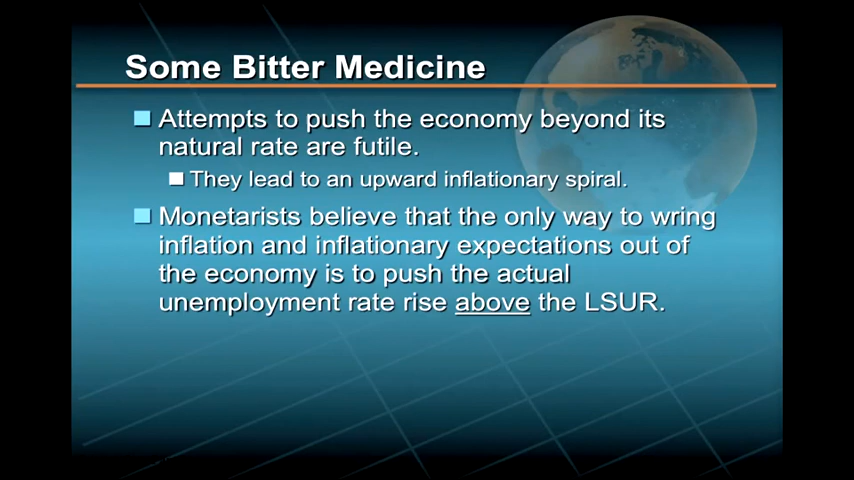 Some Bitter Medicine
Attempts to push the economy beyond its
natural rate are futile.
They lead to an upward inflationary spiral.
Monetarists believe that the only way to wring
inflation and inflationary expectations out of
the economy is to push the actual
unemployment rate rise above the LSUR.